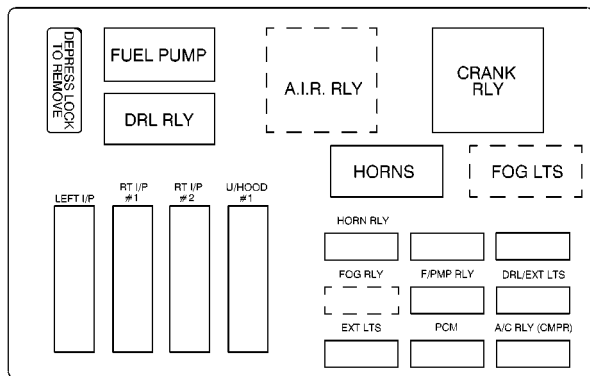 DEPRESS LOCK
TO REMOVE
FUEL PUMP
DRL RLY
A.I.R. RLY
CRANK
RLY
HORNS
FOG LTS
LEFT I/P
RT I/P
#1
RT I/P
#2
U/HOOD
#1
HORN RLY
FOG RLY
F/PMP RLY
DRL/EXT LTS
EXT LTS
PCM
A/C RLY (CMPR)